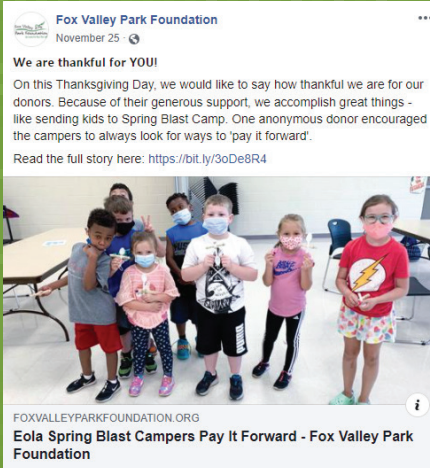 Fox Valley Park Foundation
November 25 ·
We are thankful for YOU!
On this Thanksgiving Day, we would like to say how thankful we are for our
donors. Because of their generous support, we accomplish great things -
like sending kids to Spring Blast Camp. One anonymous donor encouraged
the campers to always look for ways to 'pay it forward'.
Read the full story here: https://bit.ly/3oDe8R4
FOXVALLEYPARKFOUNDATION.ORG
Eola Spring Blast Campers Pay It Forward - Fox Valley Park
Foundation